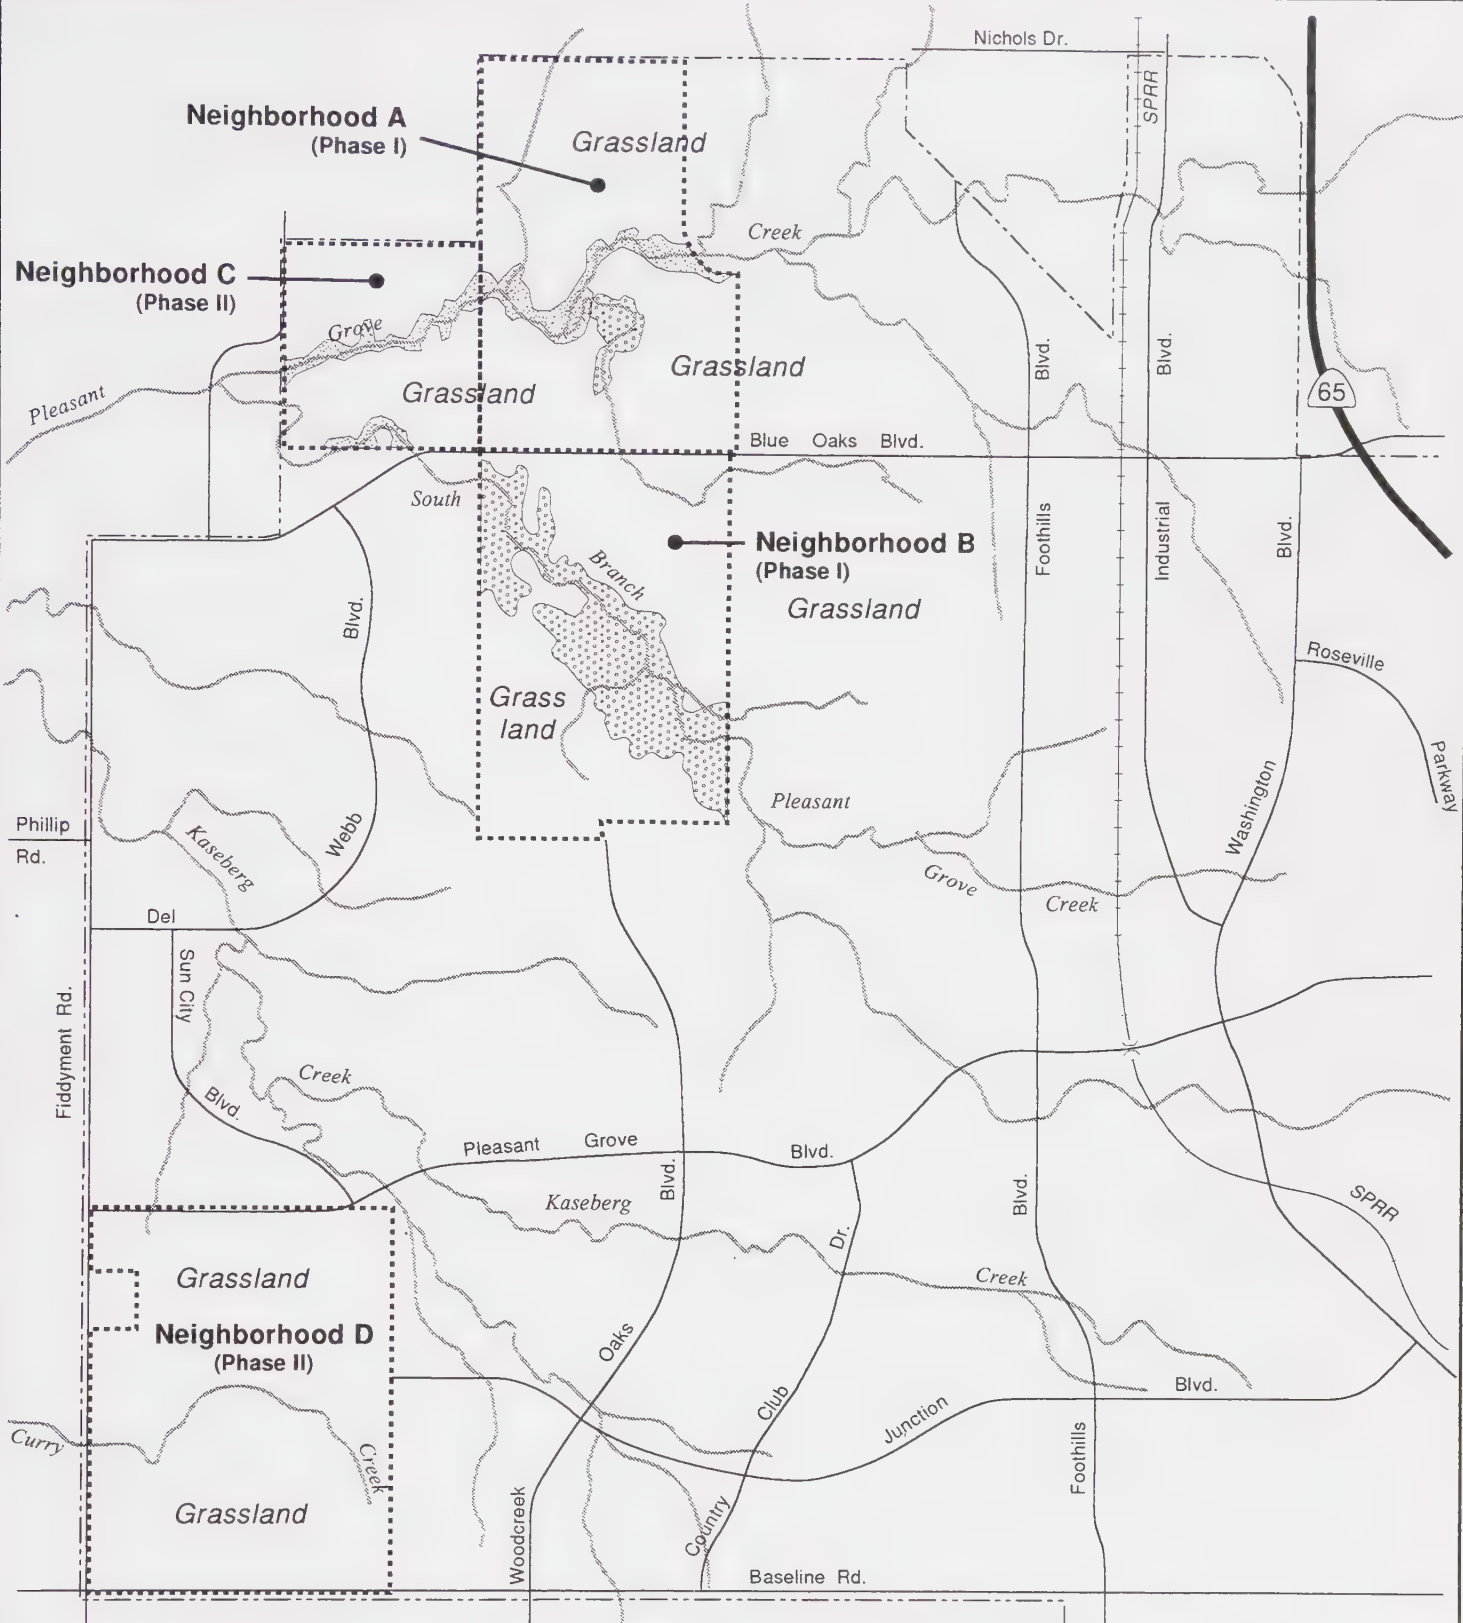 Nichols Dr.
SPRR
Neighborhood A
(Phase I)
Grassland
Creek
Neighborhood C
(Phase II)
Grove
Pleasant
Grassland
Grassland
Blvd.
Blvd.
65
Blue Oaks Blvd.
South
Branch
Neighborhood B
(Phase I)
Grassland
Foothills
Industrial
Blvd.
Roseville
Parkway
Blvd.
Grass
land
Pleasant
Washington
Phillip
Rd.
Kaseberg
Webb
Grove
Creek
Del
Sun City
Fiddyment Rd.
Blvd.
Creek
Pleasant Grove Blvd.
Blvd.
Kaseberg
Blvd.
SPRR
Dr.
Creek
Grassland
Neighborhood D
(Phase II)
Oaks
Club
Junction
Blvd.
Curry
Creek
Foothills
Grassland
Woodcreek
Country
Baseline Rd.